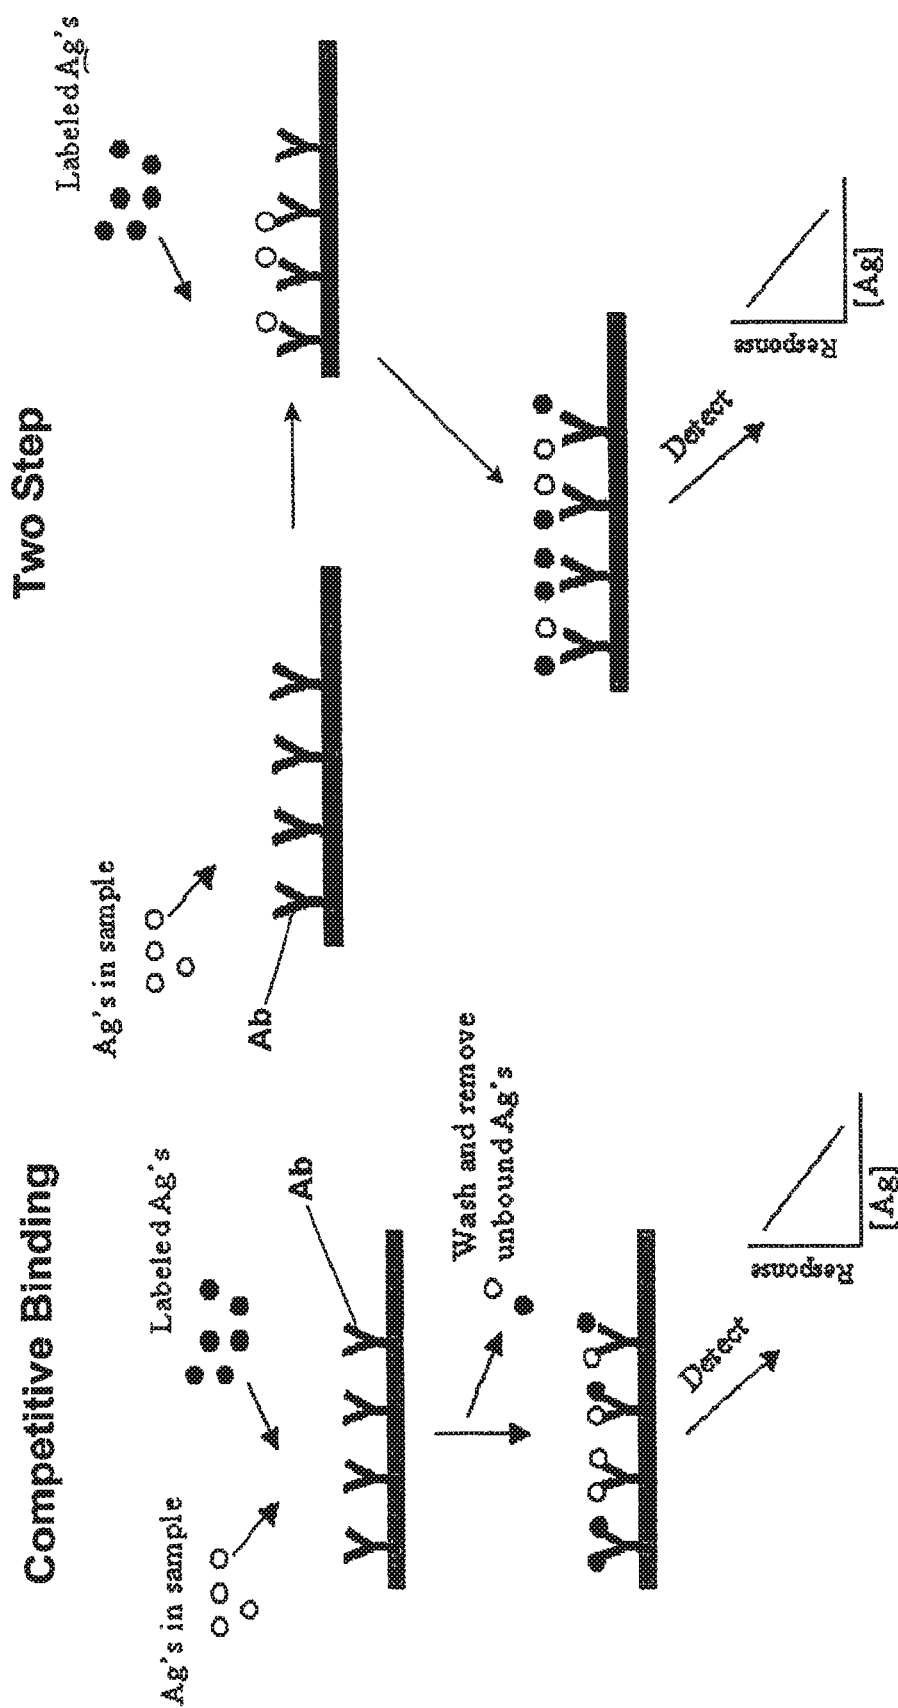 Competitive Binding
Ag's in sample
Labeled Ag's
Ab
Wash and remove
unbound Ag's
Detect
Response
[Ag]
Two Step
Ag's in sample
Ab
Labeled Ag's
Detect
Response
[Ag]